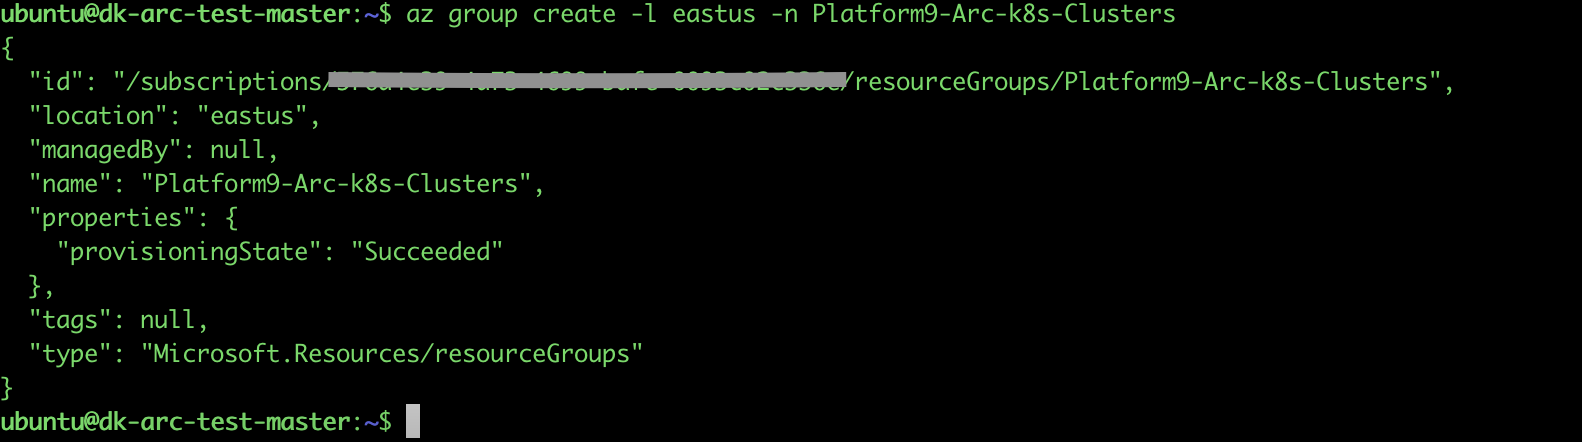 ubuntu@dk-arc-test-master:~$ az group create -l eastus -n Platform9-Arc-k8s-Clusters
{
  "id": "/subscriptions/ /resourceGroups/Platform9-Arc-k8s-Clusters",
  "location": "eastus",
  "managedBy": null,
  "name": "Platform9-Arc-k8s-Clusters",
  "properties": {
    "provisioningState": "Succeeded"
  },
  "tags": null,
  "type": "Microsoft.Resources/resourceGroups"
}
ubuntu@dk-arc-test-master:~$